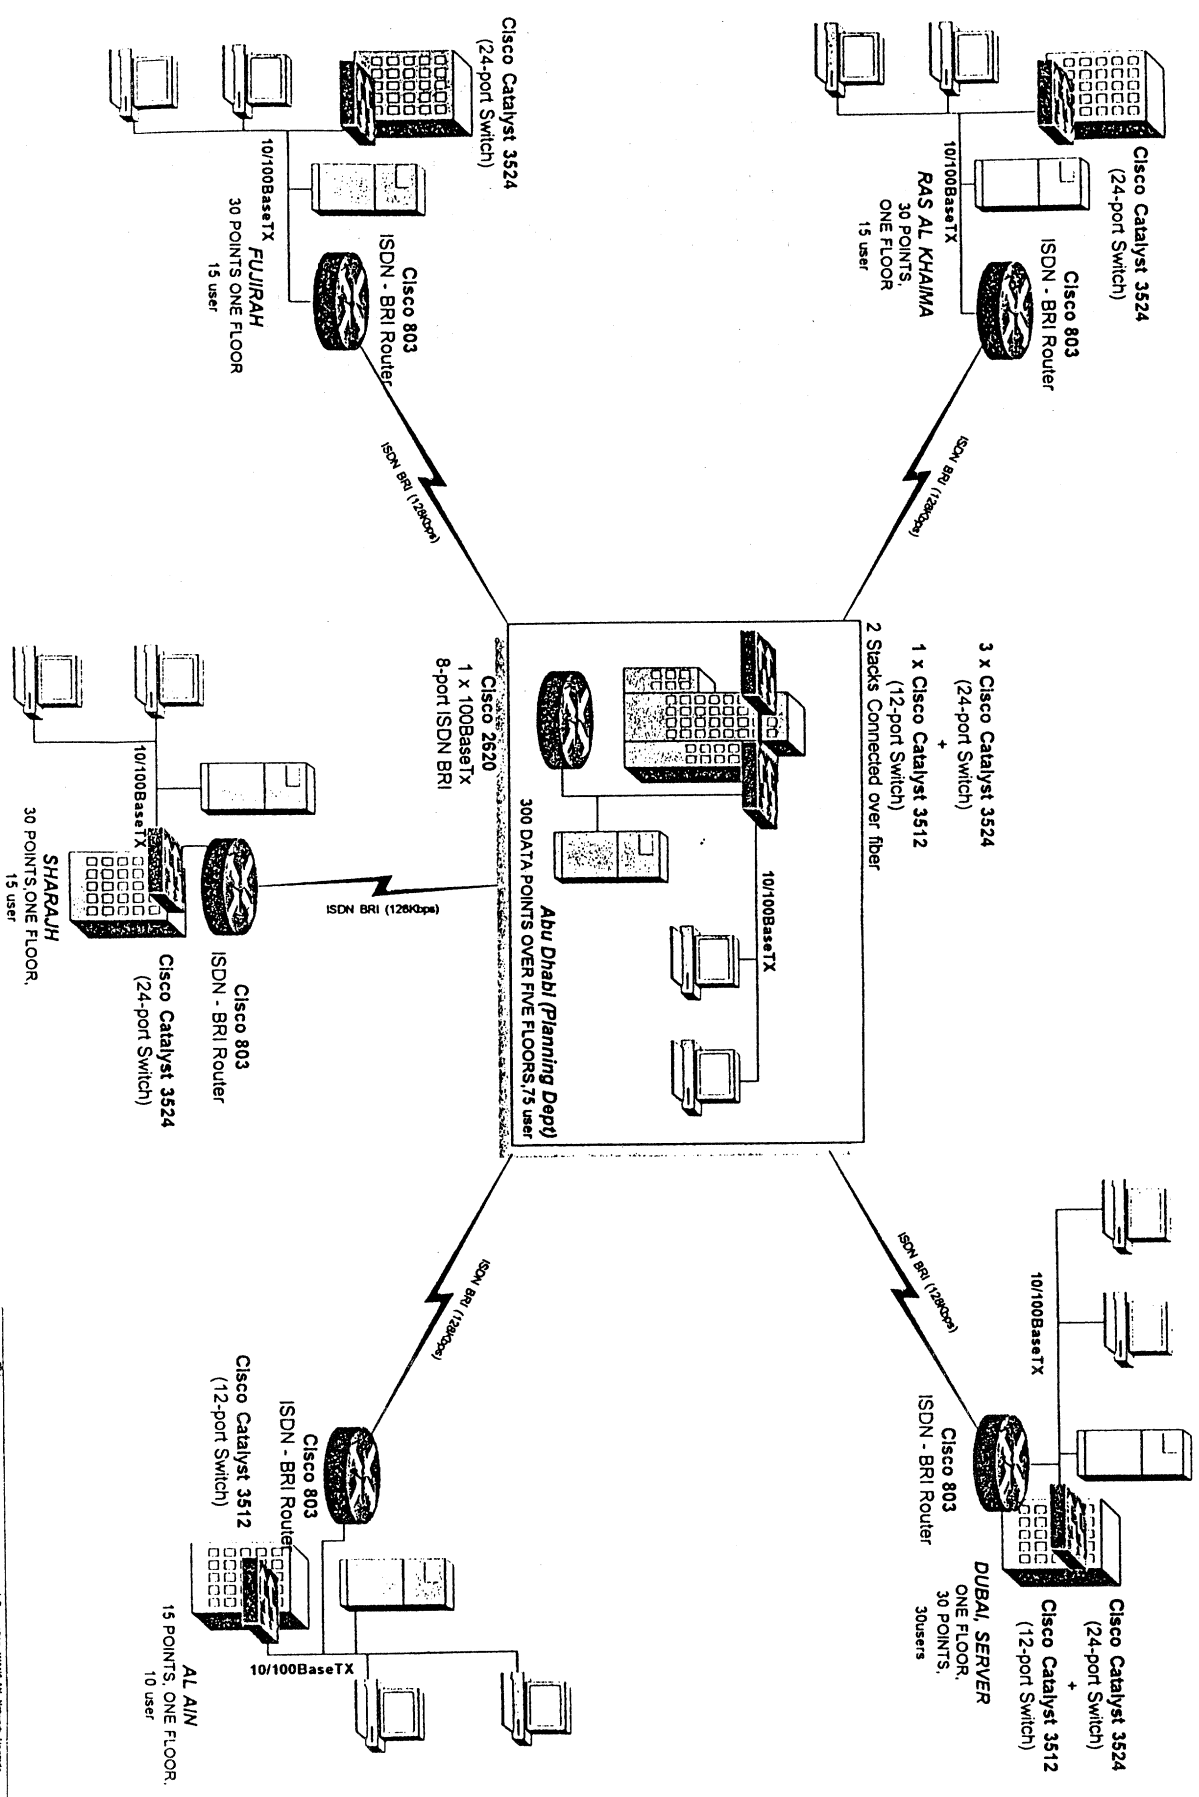 Cisco Catalyst 3524
(24-port Switch)
Cisco 803
ISDN - BRI Router
10/100BaseTX
RAS AL KHAIMA
30 POINTS,
ONE FLOOR
15 user
ISDN BRI (128Kbps)
Cisco Catalyst 3524
(24-port Switch)
+
Cisco Catalyst 3512
(12-port Switch)
10/100BaseTX
Cisco 803
ISDN - BRI Router
DUBAI, SERVER
ONE FLOOR,
30 POINTS,
30users
ISDN BRI (128Kbps)
3 x Cisco Catalyst 3524
(24-port Switch)
+
1 x Cisco Catalyst 3512
(12-port Switch)
2 Stacks Connected over fiber
10/100BaseTX
Abu Dhabi (Planning Dept)
300 DATA POINTS OVER FIVE FLOORS,75 user
Cisco 2620
1 x 100BaseTx
8-port ISDN BRI
Cisco Catalyst 3524
(24-port Switch)
Cisco 803
ISDN - BRI Router
10/100BaseTX
FUJIRAH
30 POINTS ONE FLOOR
15 user
ISDN BRI (128Kbps)
ISDN BRI (128Kbps)
10/100BaseTX
Cisco 803
ISDN - BRI Router
Cisco Catalyst 3524
(24-port Switch)
SHARAJH
30 POINTS,ONE FLOOR,
15 user
ISDN BRI (128Kbps)
Cisco 803
ISDN - BRI Router
Cisco Catalyst 3512
(12-port Switch)
10/100BaseTX
AL AIN
15 POINTS, ONE FLOOR,
10 user